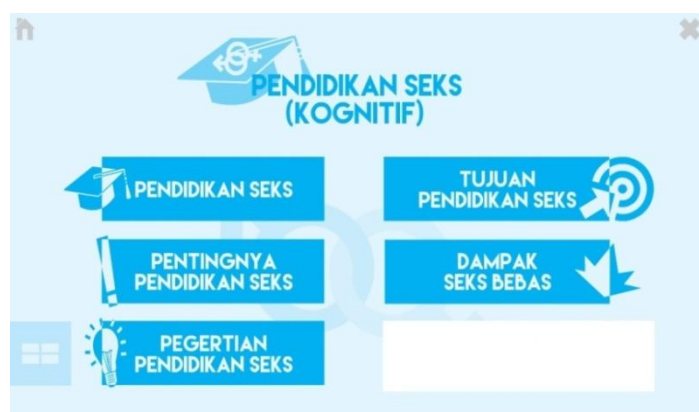 PENDIDIKAN SEKS
(KOGNITIF)
PENDIDIKAN SEKS
TUJUAN
PENDIDIKAN SEKS
PENTINGNYA
PENDIDIKAN SEKS
DAMPAK
SEKS BEBAS
PEGERTIAN
PENDIDIKAN SEKS